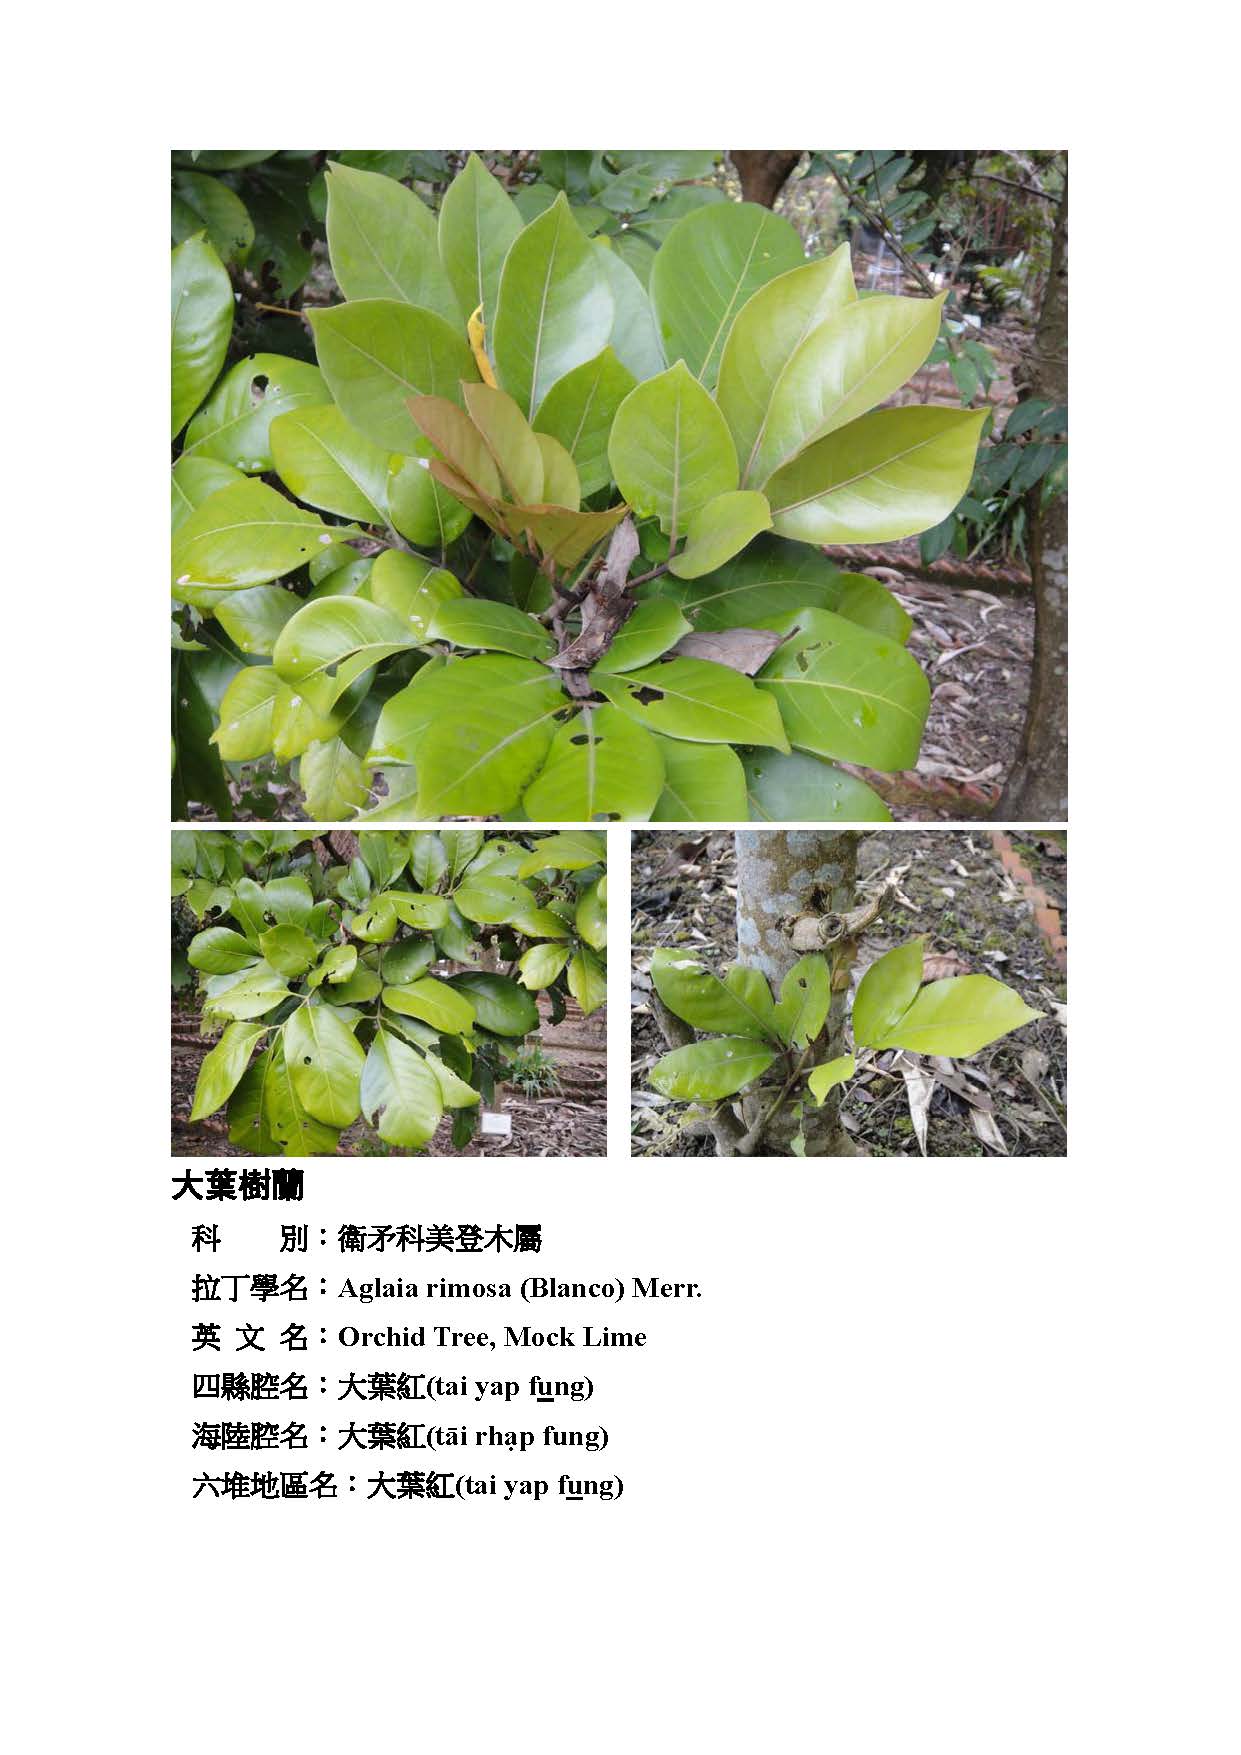 大葉樹蘭
科　　別：衛矛科美登木屬
拉丁學名：Aglaia rimosa (Blanco) Merr.
英 文 名：Orchid Tree, Mock Lime
四縣腔名：大葉紅(tai yap fu̲ng)
海陸腔名：大葉紅(tāi rhạp fung)
六堆地區名：大葉紅(tai yap fu̲ng)